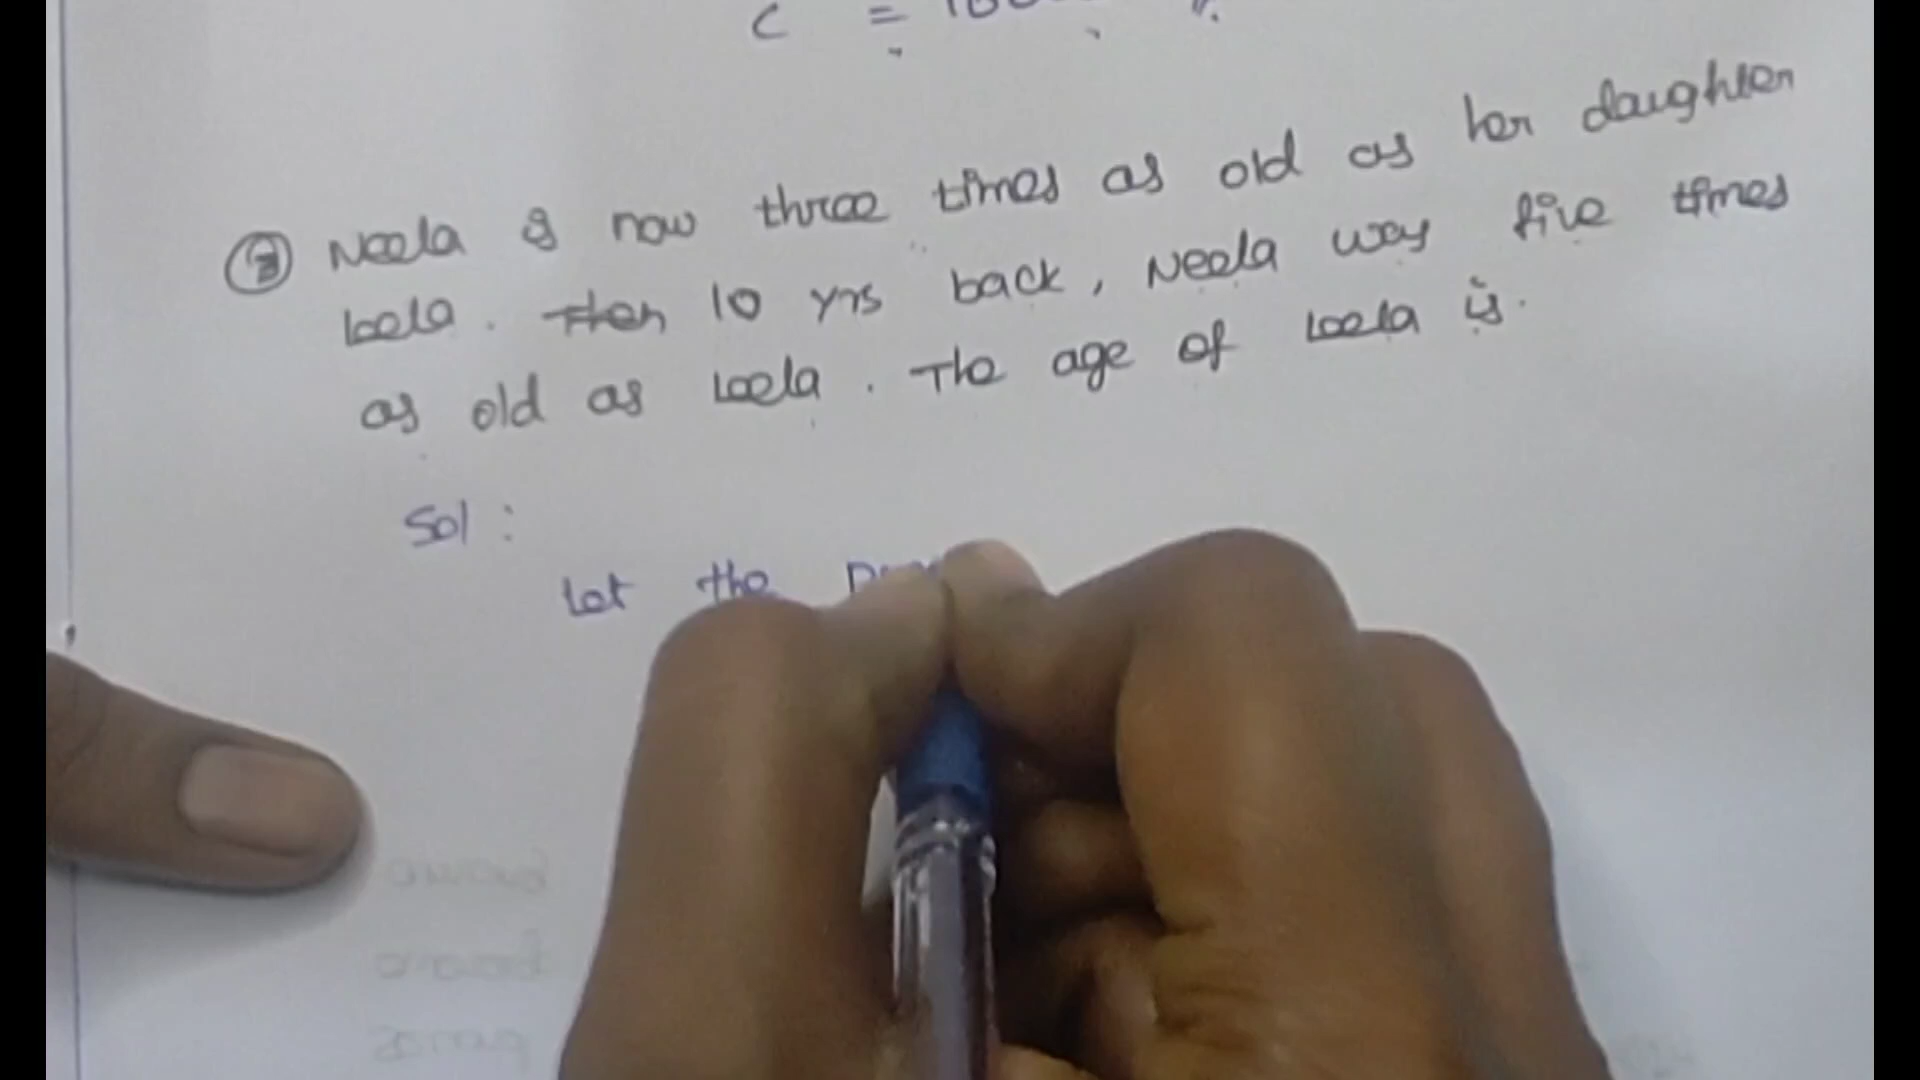 C =
Neela is now three times as old as her daughter
Leela. Then 10 yrs back, Neela was five times
as old as Leela. The age of Leela is.
Sol :
Let the